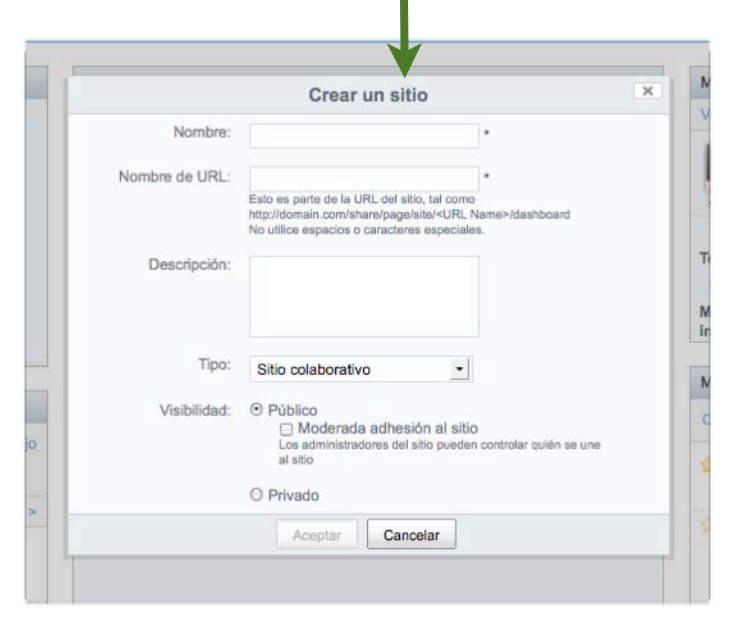 Crear un sitio
Nombre: *
Nombre de URL: *
Esto es parte de la URL del sitio, tal como
http://domain.com/share/page/site/<URL Name>/dashboard
No utilice espacios o caracteres especiales.
Descripción:
Tipo: Sitio colaborativo
Visibilidad: Público
Moderada adhesión al sitio
Los administradores del sitio pueden controlar quién se une
al sitio
Privado
Aceptar Cancelar